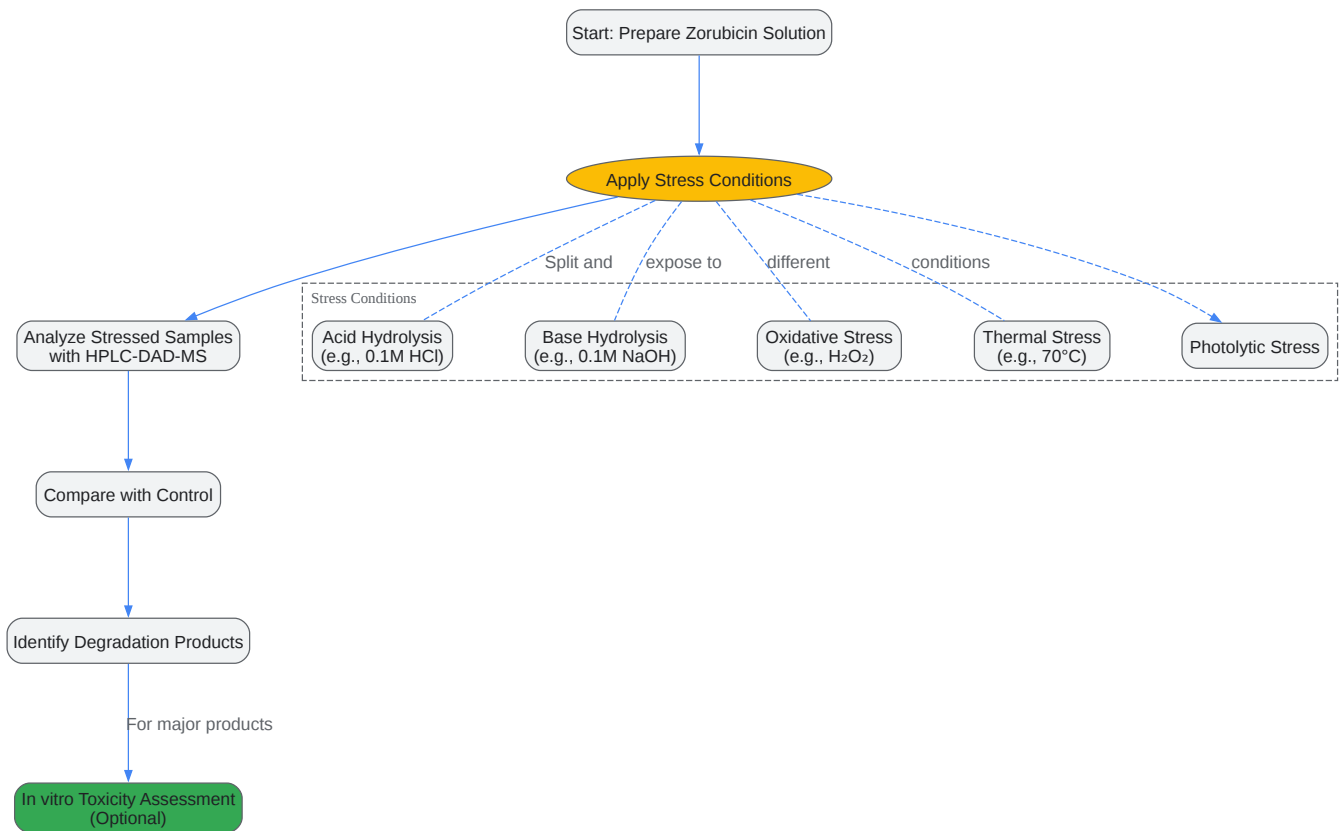 Start: Prepare Zorubicin Solution
Apply Stress Conditions
Split and
expose to
different
conditions
Stress Conditions
Analyze Stressed Samples
with HPLC-DAD-MS
Acid Hydrolysis
(e.g., 0.1M HCl)
Base Hydrolysis
(e.g., 0.1M NaOH)
Oxidative Stress
(e.g., H₂O₂)
Thermal Stress
(e.g., 70°C)
Photolytic Stress
Compare with Control
Identify Degradation Products
For major products
In vitro Toxicity Assessment
(Optional)